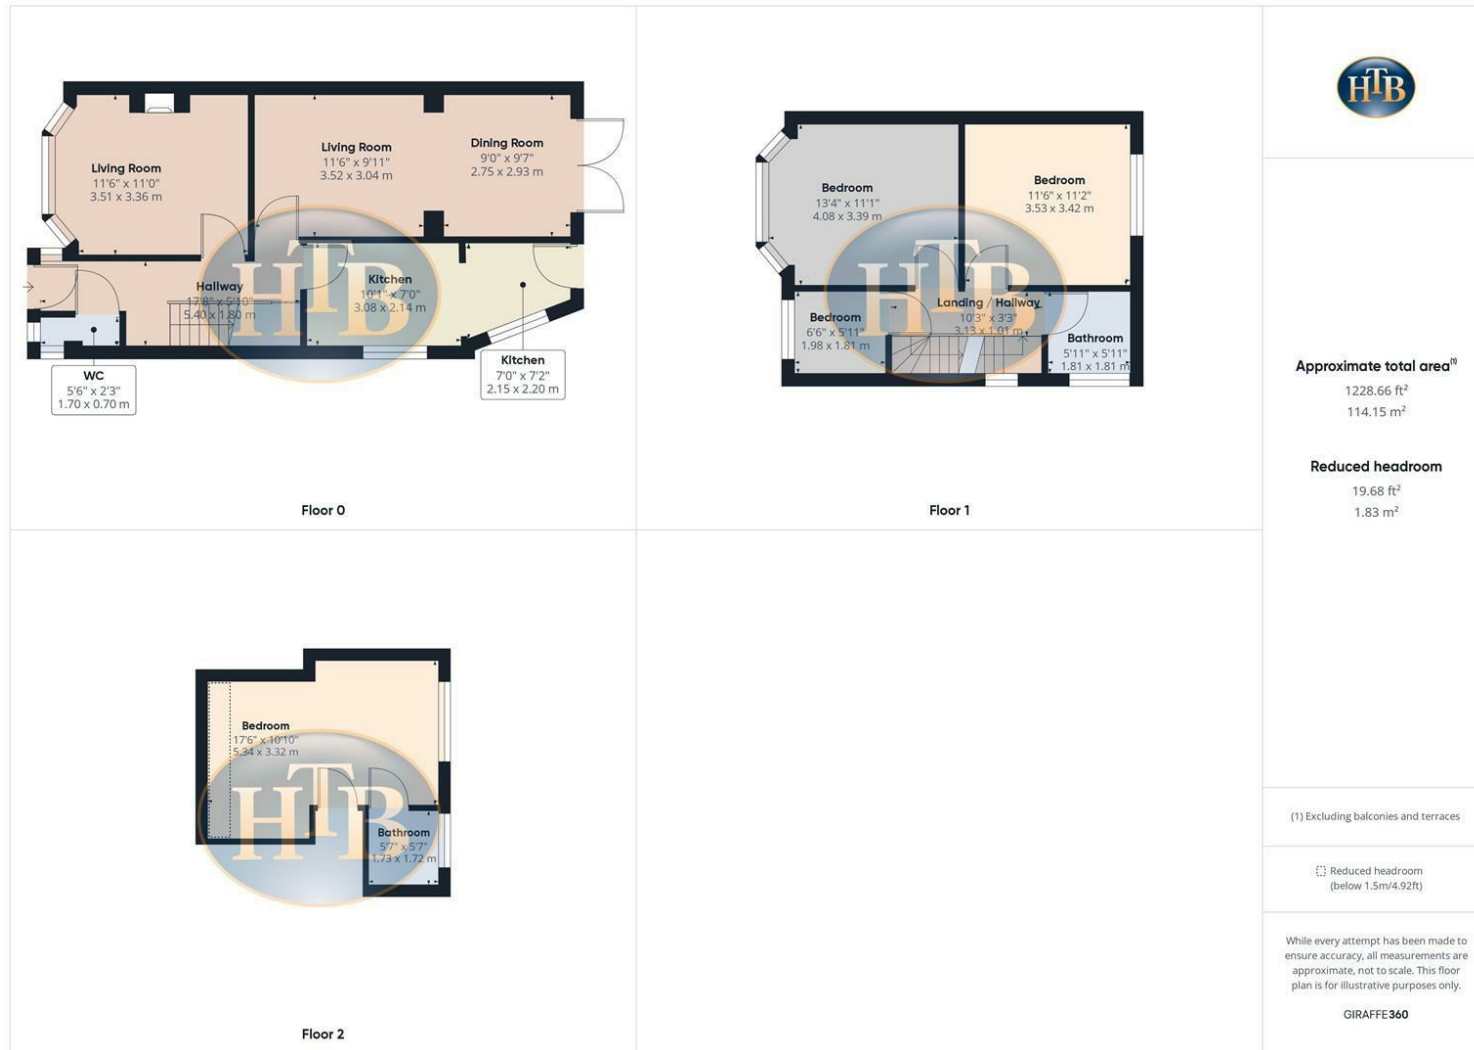 Living Room
11'6" x 11'0"
3.51 x 3.36 m
Living Room
11'6" x 9'11"
3.52 x 3.04 m
Dining Room
9'0" x 9'7"
2.75 x 2.93 m
Hallway
17'8" x 5'10"
5.40 x 1.80 m
Kitchen
10'1" x 7'0"
3.08 x 2.14 m
WC
5'6" x 2'3"
1.70 x 0.70 m
Kitchen
7'0" x 7'2"
2.15 x 2.20 m
HTB
Floor 0
Bedroom
13'4" x 11'1"
4.08 x 3.39 m
Bedroom
11'6" x 11'2"
3.53 x 3.42 m
Bedroom
6'6" x 5'11"
1.98 x 1.81 m
Landing / Hallway
10'3" x 3'3"
3.13 x 1.01 m
Bathroom
5'11" x 5'11"
1.81 x 1.81 m
HTB
Floor 1
Bedroom
17'6" x 10'10"
5.34 x 3.32 m
Bathroom
5'7" x 5'7"
1.73 x 1.72 m
HTB
Floor 2
HTB
Approximate total area(1)
1228.66 ft²
114.15 m²
Reduced headroom
19.68 ft²
1.83 m²
(1) Excluding balconies and terraces
Reduced headroom
(below 1.5m/4.92ft)
While every attempt has been made to
ensure accuracy, all measurements are
approximate, not to scale. This floor
plan is for illustrative purposes only.
GIRAFFE360